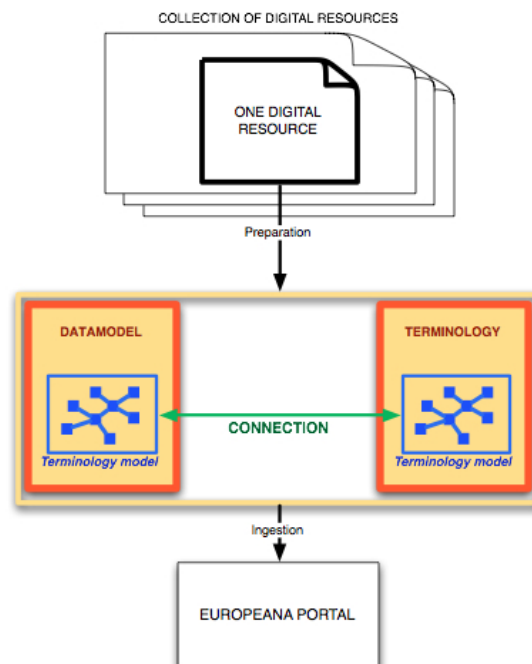 COLLECTION OF DIGITAL RESOURCES
ONE DIGITAL
RESOURCE
Preparation
DATAMODEL
TERMINOLOGY
CONNECTION
Terminology model
Terminology model
Ingestion
EUROPEANA PORTAL